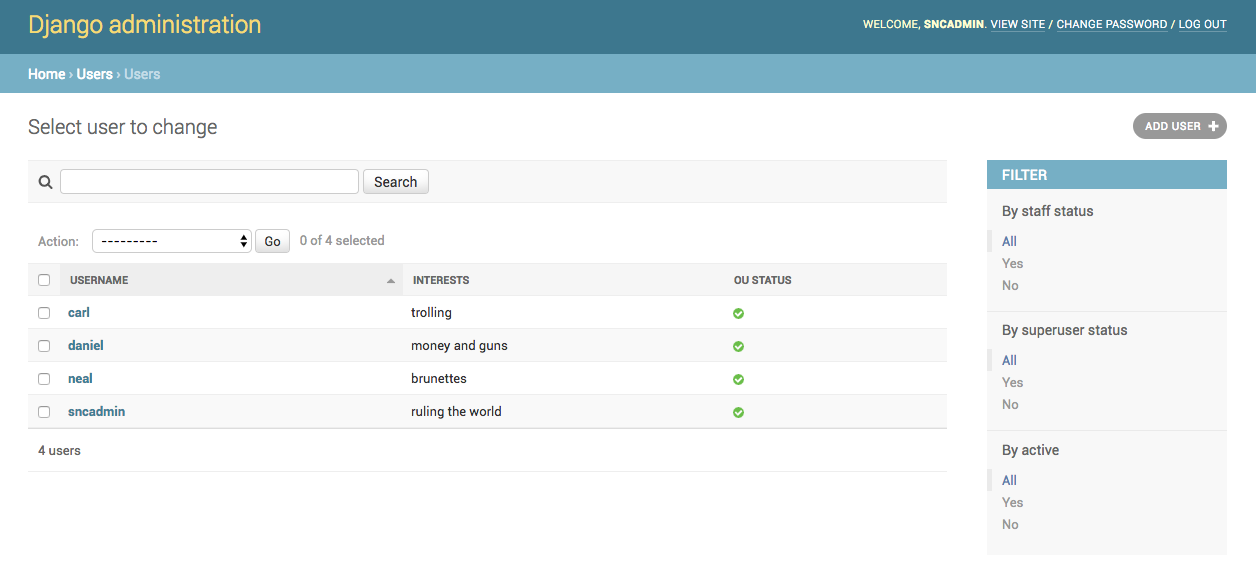 Django administration
WELCOME, SNCADMIN. VIEW SITE / CHANGE PASSWORD / LOG OUT
Home › Users › Users
Select user to change
ADD USER +
Search
Action: --------- Go 0 of 4 selected
USERNAME INTERESTS OU STATUS
carl trolling
daniel money and guns
neal brunettes
sncadmin ruling the world
4 users
FILTER
By staff status
All
Yes
No
By superuser status
All
Yes
No
By active
All
Yes
No